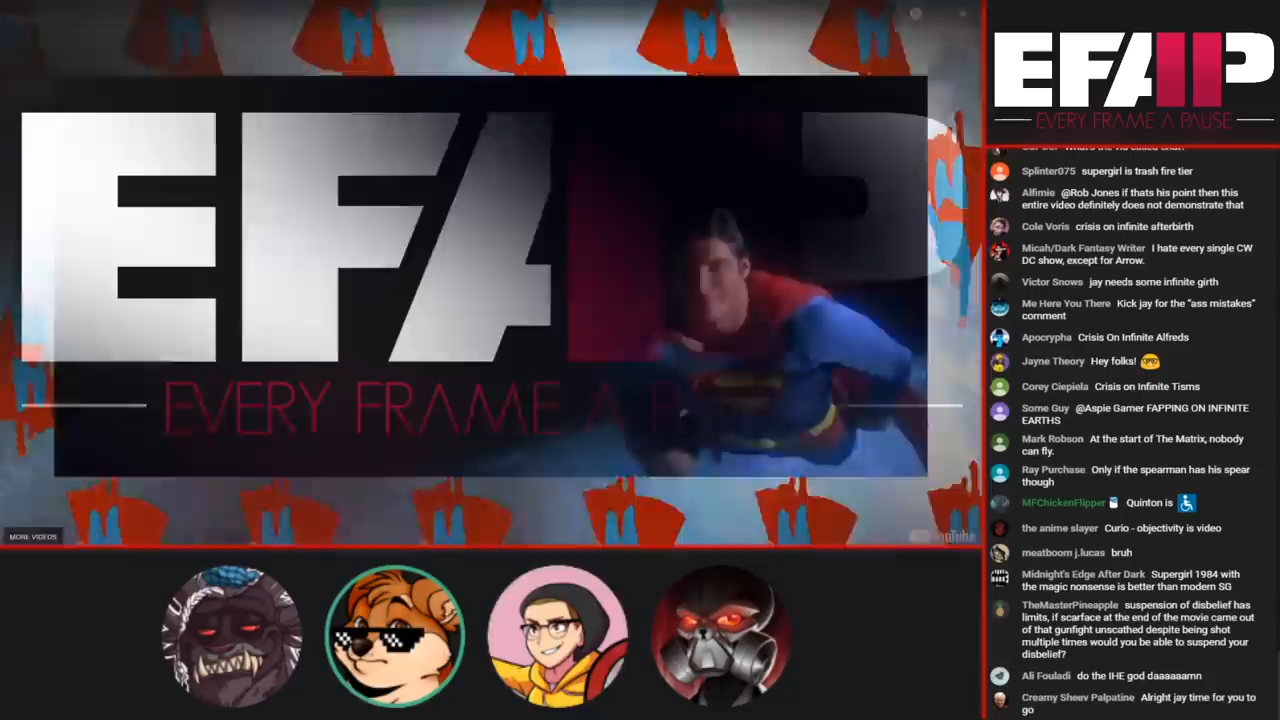 EFAP
EVERY FRAME A P
MORE VIDEOS
YouTube
EFAP
EVERY FRAME A PAUSE
Splinter075 supergirl is trash fire tier
Alfimie @Rob Jones if thats his point then this
entire video definitely does not demonstrate that
Cole Voris crisis on infinite afterbirth
Micah/Dark Fantasy Writer I hate every single CW
DC show, except for Arrow.
Victor Snows jay needs some infinite girth
Me Here You There Kick jay for the "ass mistakes"
comment
Apocrypha Crisis On Infinite Alfreds
Jayne Theory Hey folks!
Corey Ciepiela Crisis on Infinite Tisms
Some Guy @Aspie Gamer FAPPING ON INFINITE
EARTHS
Mark Robson At the start of The Matrix, nobody
can fly.
Ray Purchase Only if the spearman has his spear
though
MFChickenFlipper Quinton is
the anime slayer Curio - objectivity is video
meatboom j.lucas bruh
Midnight's Edge After Dark Supergirl 1984 with
the magic nonsense is better than modern SG
TheMasterPineapple suspension of disbelief has
limits, if scarface at the end of the movie came out
of that gunfight unscathed despite being shot
multiple times would you be able to suspend your
disbelief?
Ali Fouladi do the IHE god daaaaaamn
Creamy Sheev Palpatine Alright jay time for you to
go